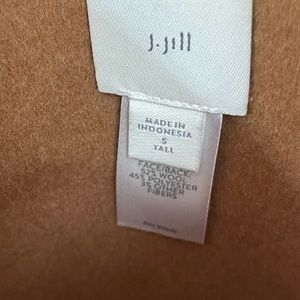 J.Jill
MADE IN
INDONESIA
S
TALL
FACE/BACK:
52% WOOL
45% POLYESTER
3% OTHER
FIBERS